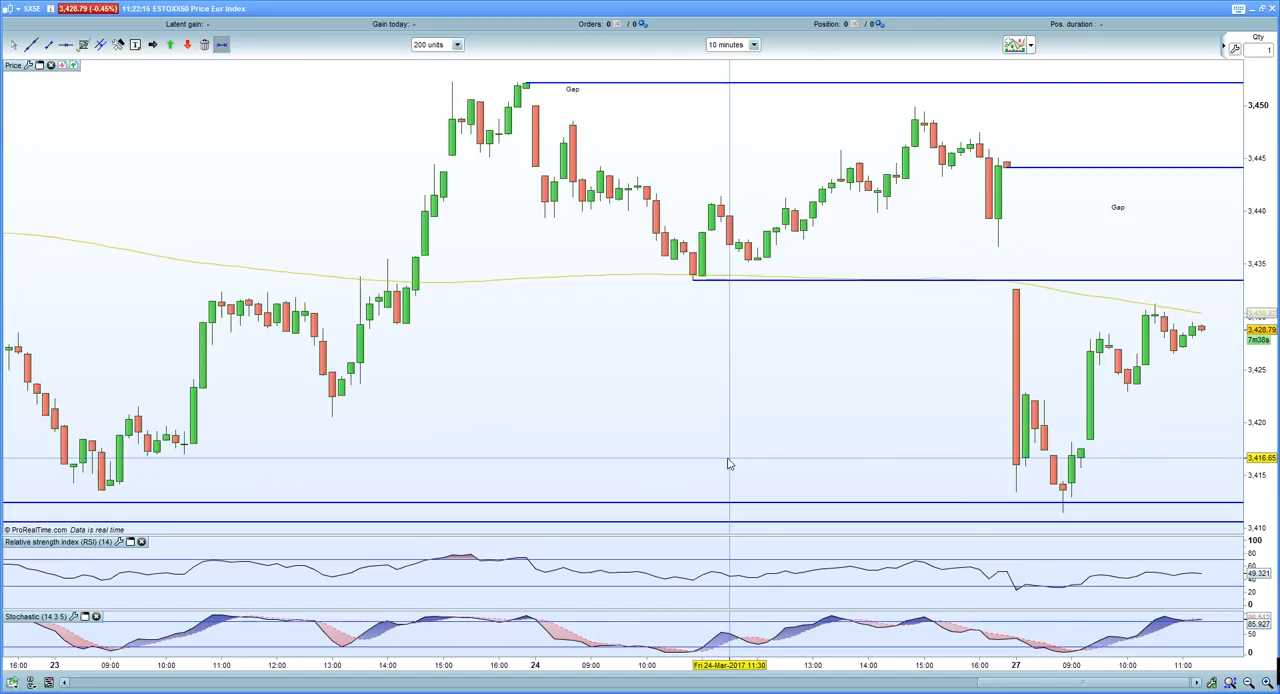 SX5E 3,428.79 (-0.45%) 11:22:15 ESTOXX50 Price Eur Index
Latent gain: - Gain today: - Orders: 0 / 0 Position: 0 / 0 Pos. duration : -
200 units 10 minutes Qty
1
Price
Gap
Gap
3,450
3,445
3,440
3,435
3,428.79
7m38s
3,425
3,420
3,416.65
3,415
3,410
© ProRealTime.com Data is real time
Relative strength index (RSI) (14)
100
80
60
49.321
40
20
0
Stochastic (14 3 5)
85.927
50
0
16:00 23 09:00 10:00 11:00 12:00 13:00 14:00 15:00 16:00 24 09:00 10:00 Fri 24-Mar-2017 11:30 13:00 14:00 15:00 16:00 27 09:00 10:00 11:00